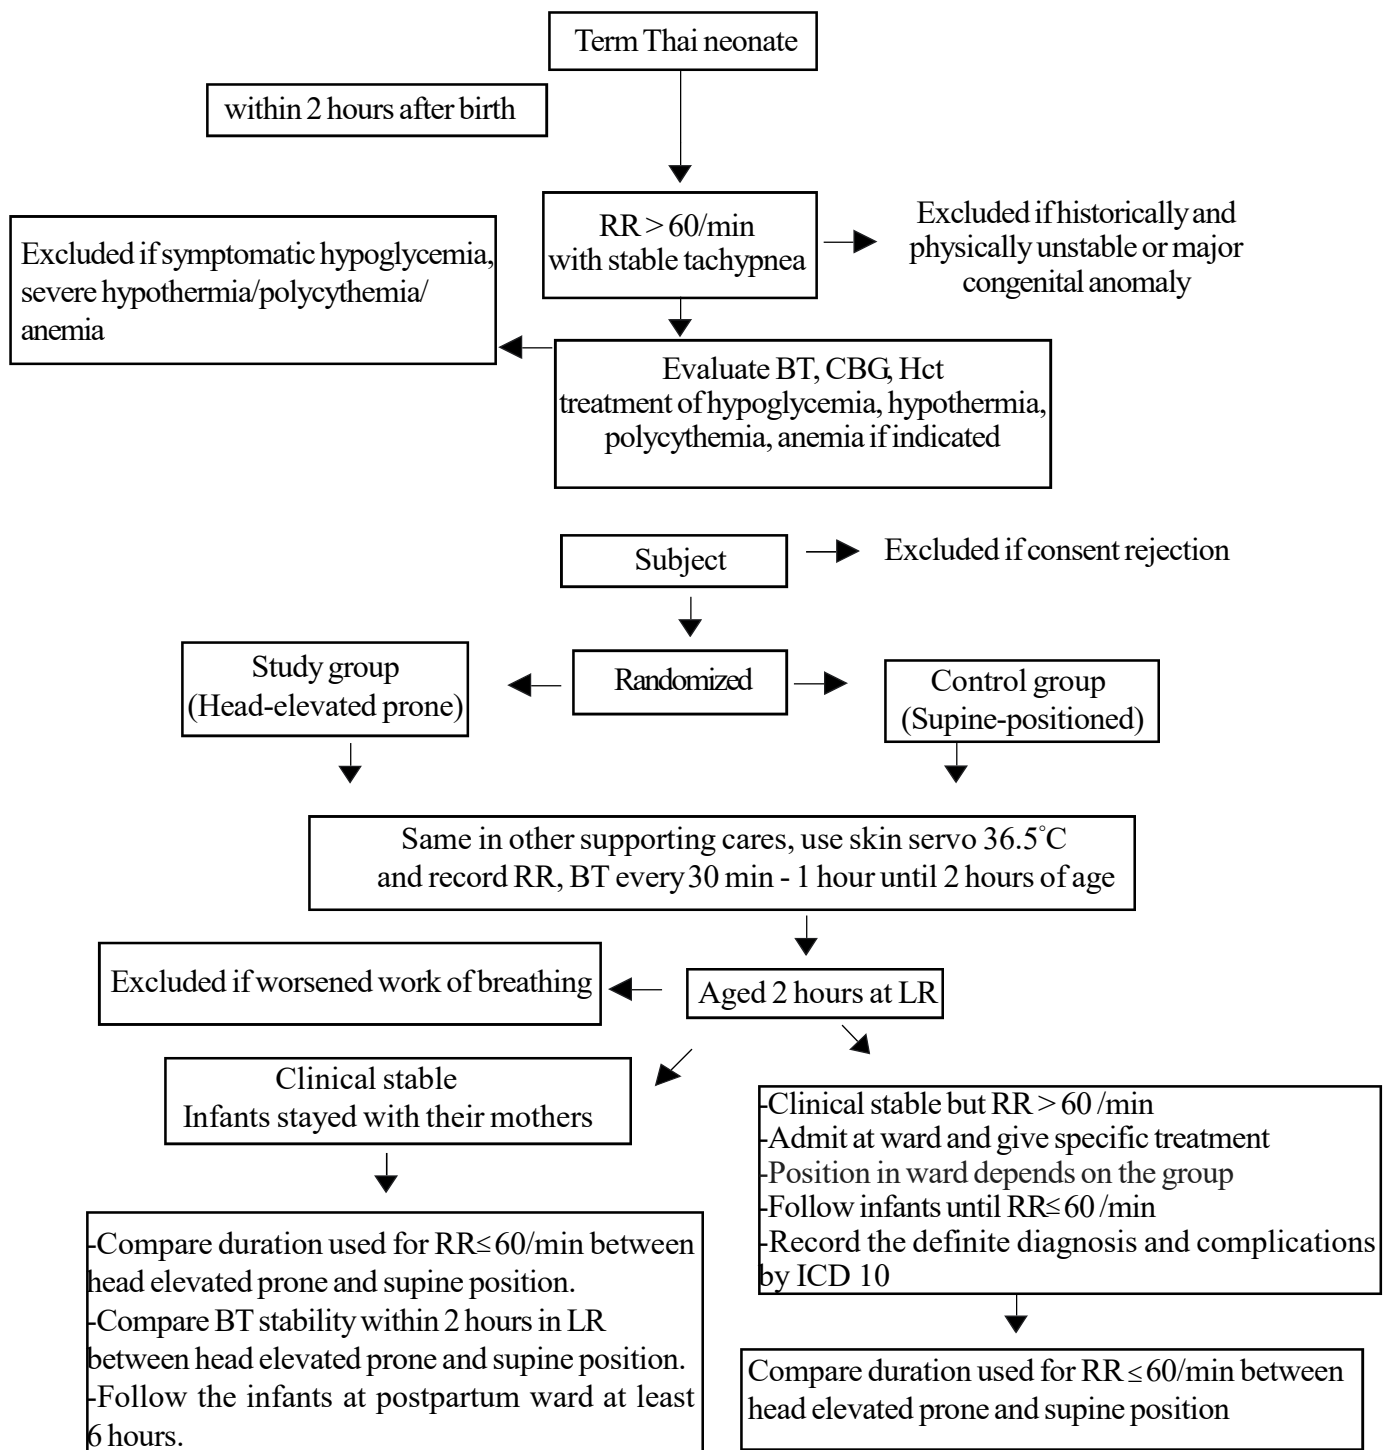 Term Thai neonate
within 2 hours after birth
RR > 60/min
with stable tachypnea
Excluded if historically and
physically unstable or major
congenital anomaly
Excluded if symptomatic hypoglycemia,
severe hypothermia/polycythemia/
anemia
Evaluate BT, CBG, Hct
treatment of hypoglycemia, hypothermia,
polycythemia, anemia if indicated
Subject
Excluded if consent rejection
Randomized
Study group
(Head-elevated prone)
Control group
(Supine-positioned)
Same in other supporting cares, use skin servo 36.5°C
and record RR, BT every 30 min - 1 hour until 2 hours of age
Excluded if worsened work of breathing
Aged 2 hours at LR
Clinical stable
Infants stayed with their mothers
-Clinical stable but RR > 60 /min
-Admit at ward and give specific treatment
-Position in ward depends on the group
-Follow infants until RR≤ 60 /min
-Record the definite diagnosis and complications
by ICD 10
-Compare duration used for RR≤ 60/min between
head elevated prone and supine position.
-Compare BT stability within 2 hours in LR
between head elevated prone and supine position.
-Follow the infants at postpartum ward at least
6 hours.
Compare duration used for RR ≤ 60/min between
head elevated prone and supine position